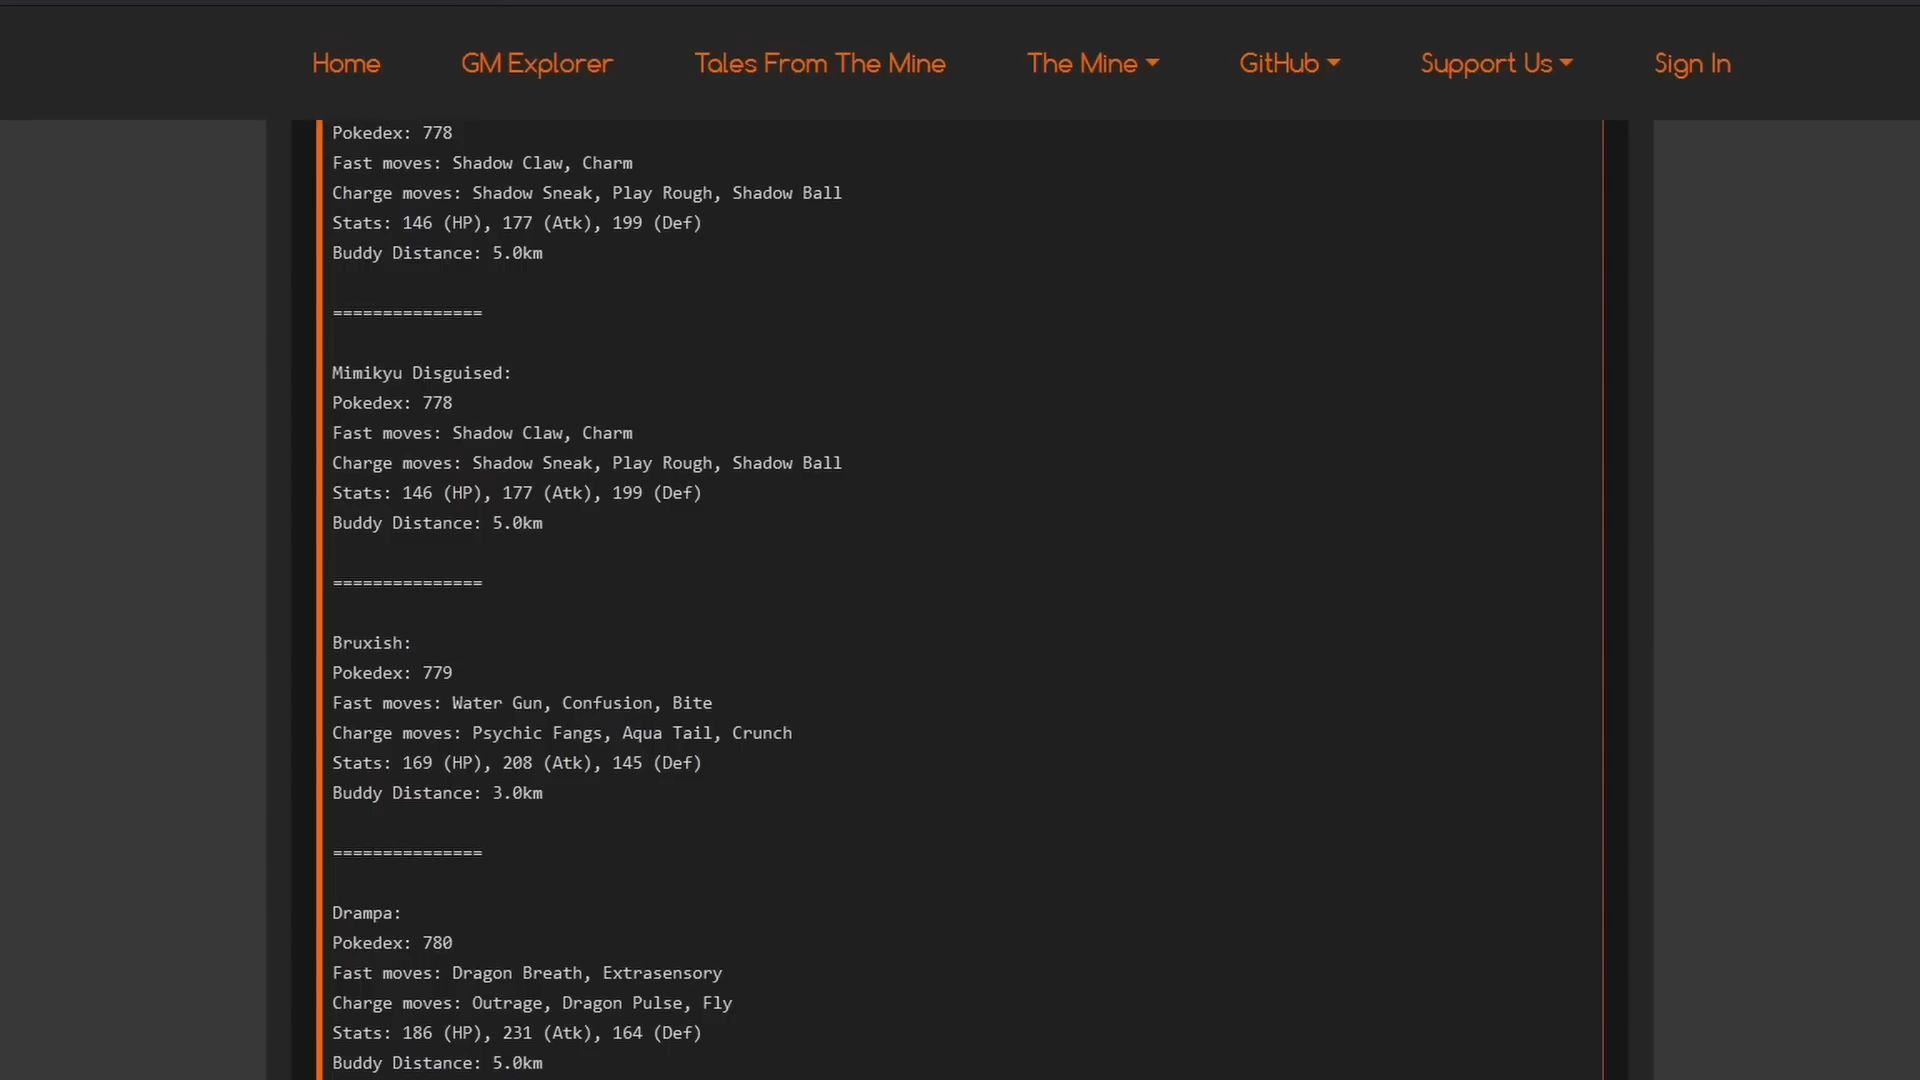 Home GM Explorer Tales From The Mine The Mine GitHub Support Us Sign In
Pokedex: 778
Fast moves: Shadow Claw, Charm
Charge moves: Shadow Sneak, Play Rough, Shadow Ball
Stats: 146 (HP), 177 (Atk), 199 (Def)
Buddy Distance: 5.0km
===============
Mimikyu Disguised:
Pokedex: 778
Fast moves: Shadow Claw, Charm
Charge moves: Shadow Sneak, Play Rough, Shadow Ball
Stats: 146 (HP), 177 (Atk), 199 (Def)
Buddy Distance: 5.0km
===============
Bruxish:
Pokedex: 779
Fast moves: Water Gun, Confusion, Bite
Charge moves: Psychic Fangs, Aqua Tail, Crunch
Stats: 169 (HP), 208 (Atk), 145 (Def)
Buddy Distance: 3.0km
===============
Drampa:
Pokedex: 780
Fast moves: Dragon Breath, Extrasensory
Charge moves: Outrage, Dragon Pulse, Fly
Stats: 186 (HP), 231 (Atk), 164 (Def)
Buddy Distance: 5.0km